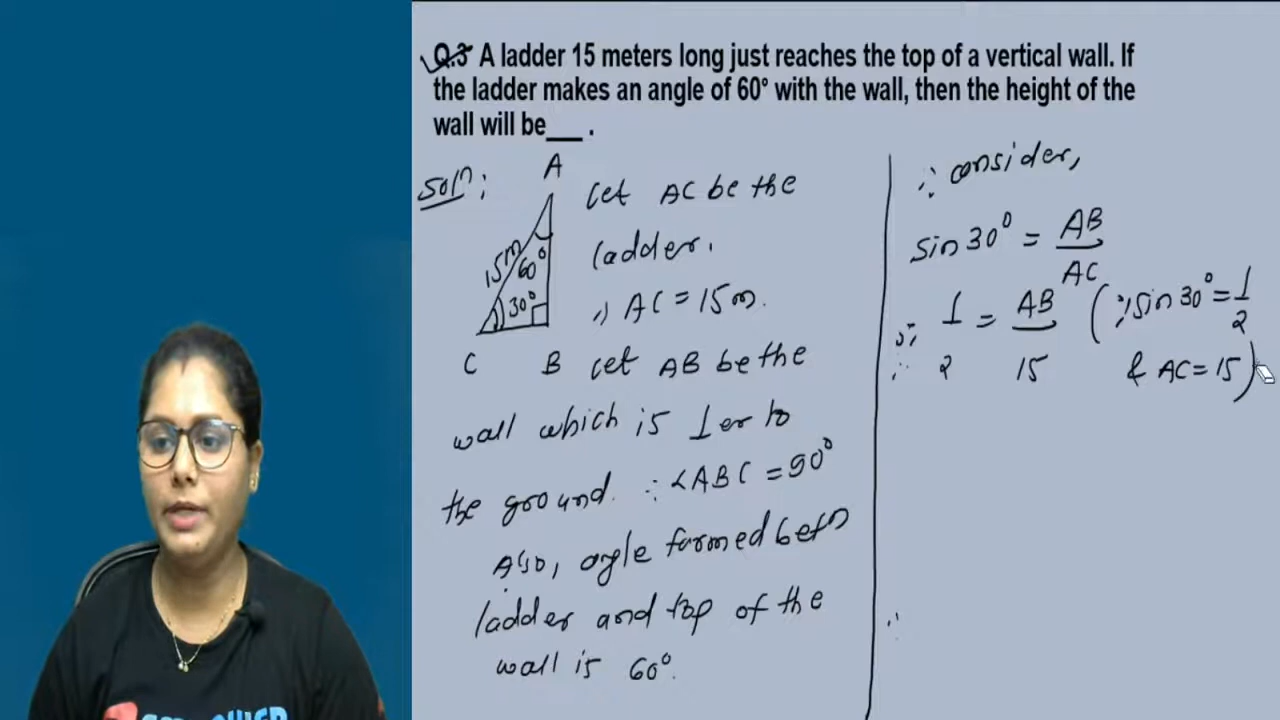 Q.3 A ladder 15 meters long just reaches the top of a vertical wall. If
the ladder makes an angle of 60° with the wall, then the height of the
wall will be___ .
Soln:
A
15m
60°
30°
C
B
Let AC be the
ladder.
∴ AC = 15m.
Let AB be the
wall which is ⊥er to
the ground. ∴ ∠ABC = 90°
Also, angle formed betn
ladder and top of the
wall is 60°.
∴ consider,
sin 30° = AB
AC
∴ 1 = AB (∵ sin 30° = 1
2 15 2
& AC = 15)
∴